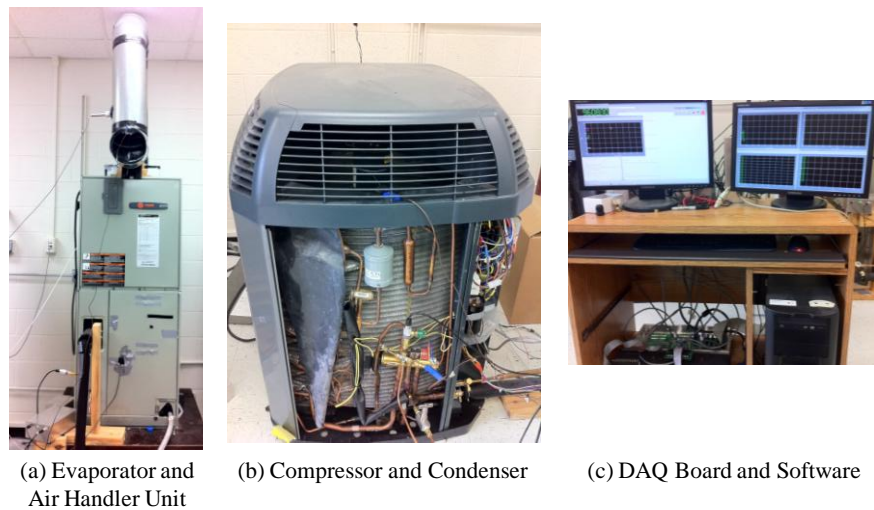 (a) Evaporator and
Air Handler Unit
(b) Compressor and Condenser
(c) DAQ Board and Software